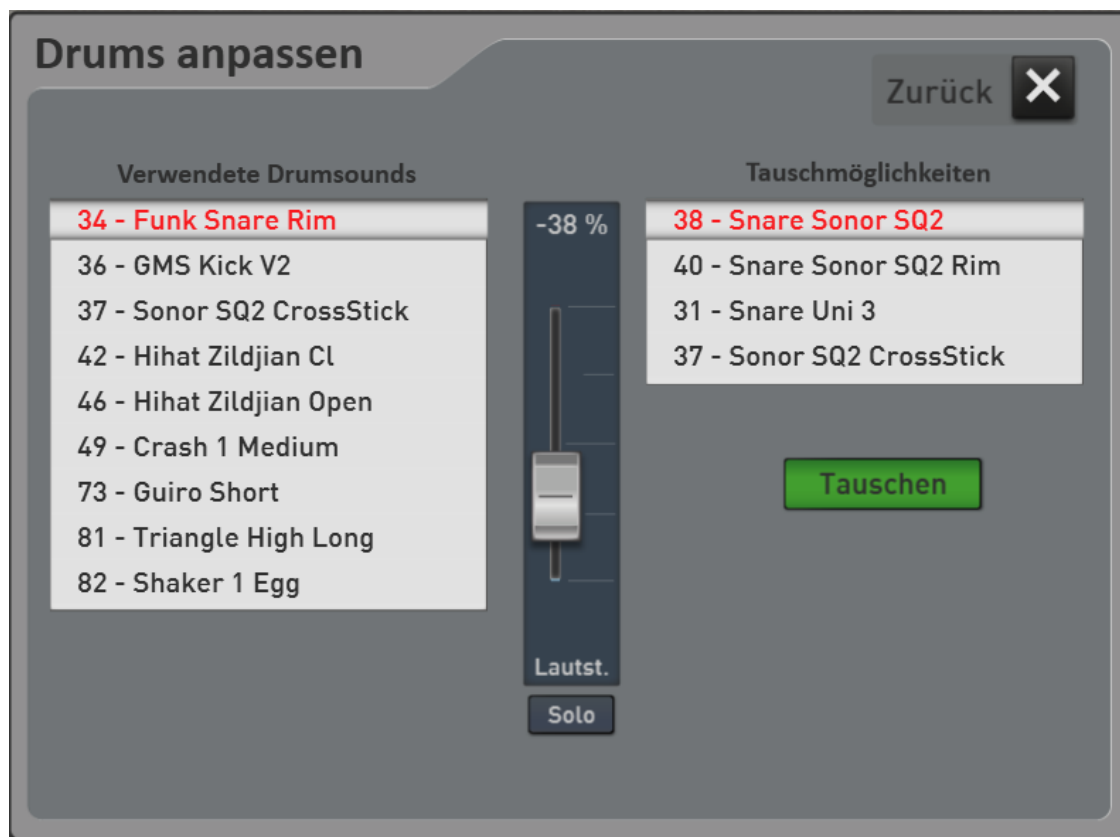 Drums anpassen
Zurück
Verwendete Drumsounds
34 - Funk Snare Rim
36 - GMS Kick V2
37 - Sonor SQ2 CrossStick
42 - Hihat Zildjian Cl
46 - Hihat Zildjian Open
49 - Crash 1 Medium
73 - Guiro Short
81 - Triangle High Long
82 - Shaker 1 Egg
-38 %
Lautst.
Solo
Tauschmöglichkeiten
38 - Snare Sonor SQ2
40 - Snare Sonor SQ2 Rim
31 - Snare Uni 3
37 - Sonor SQ2 CrossStick
Tauschen